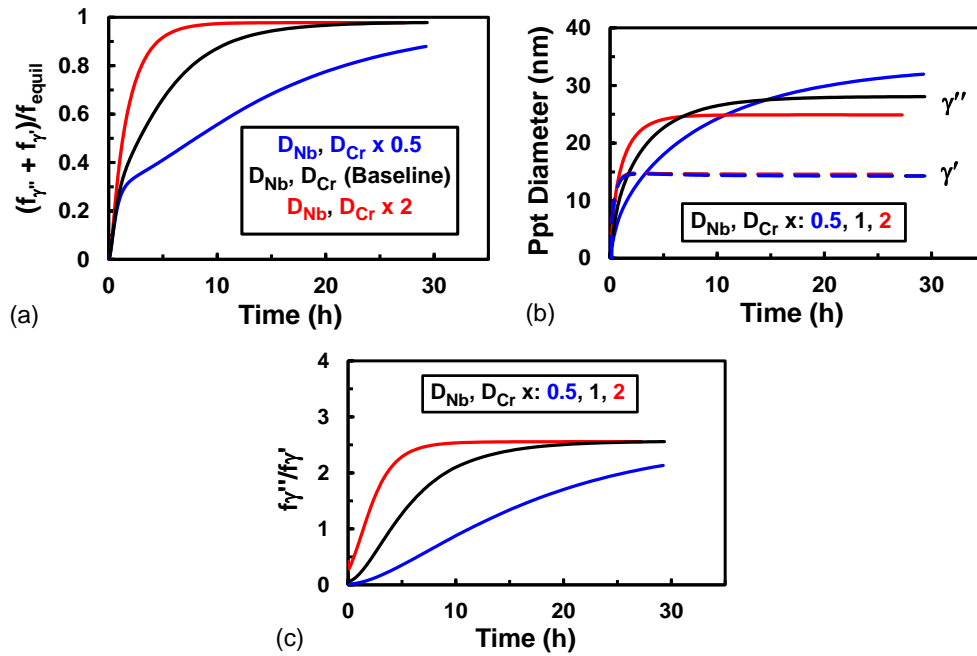 (fγ'' + fγ')/fequil
1
0.8
0.6
0.4
0.2
0
0 10 20 30
Time (h)
(a)
DNb, DCr x 0.5
DNb, DCr (Baseline)
DNb, DCr x 2
Ppt Diameter (nm)
40
30
20
10
0
0 10 20 30
Time (h)
(b)
γ''
γ'
DNb, DCr x: 0.5, 1, 2
fγ''/fγ'
4
3
2
1
0
0 10 20 30
Time (h)
(c)
DNb, DCr x: 0.5, 1, 2